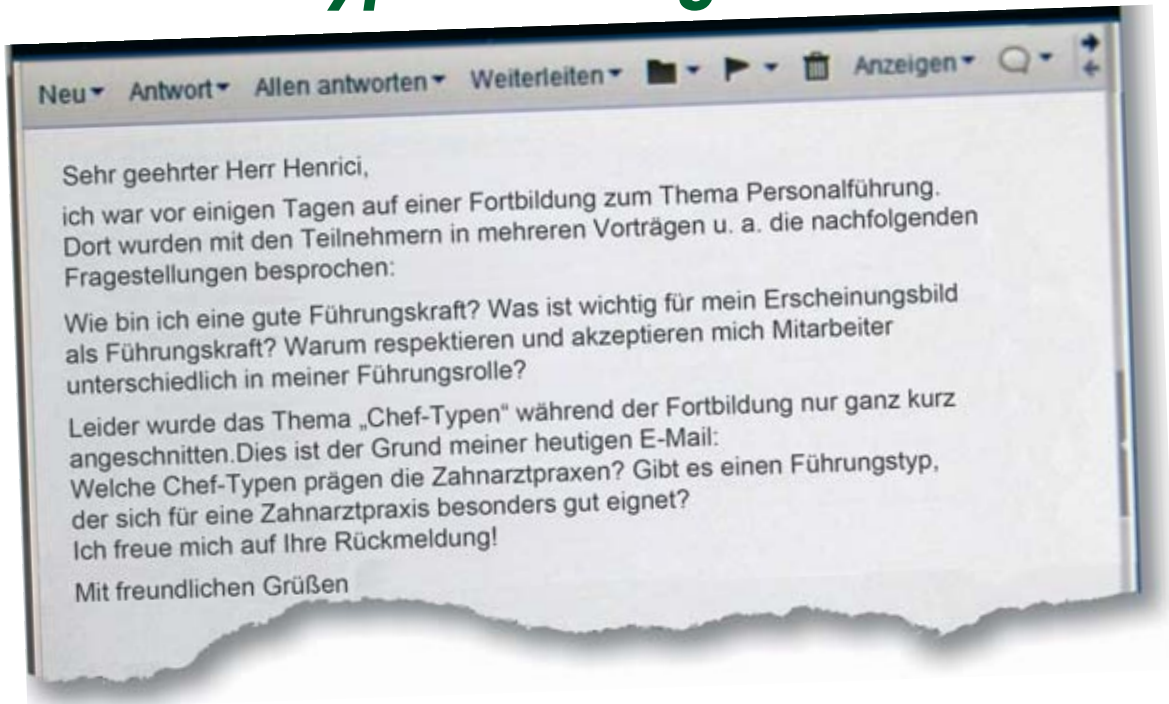 Neu Antwort Allen antworten Weiterleiten Anzeigen
Sehr geehrter Herr Henrici,
ich war vor einigen Tagen auf einer Fortbildung zum Thema Personalführung.
Dort wurden mit den Teilnehmern in mehreren Vorträgen u. a. die nachfolgenden
Fragestellungen besprochen:
Wie bin ich eine gute Führungskraft? Was ist wichtig für mein Erscheinungsbild
als Führungskraft? Warum respektieren und akzeptieren mich Mitarbeiter
unterschiedlich in meiner Führungsrolle?
Leider wurde das Thema „Chef-Typen“ während der Fortbildung nur ganz kurz
angeschnitten.Dies ist der Grund meiner heutigen E-Mail:
Welche Chef-Typen prägen die Zahnarztpraxen? Gibt es einen Führungstyp,
der sich für eine Zahnarztpraxis besonders gut eignet?
Ich freue mich auf Ihre Rückmeldung!
Mit freundlichen Grüßen